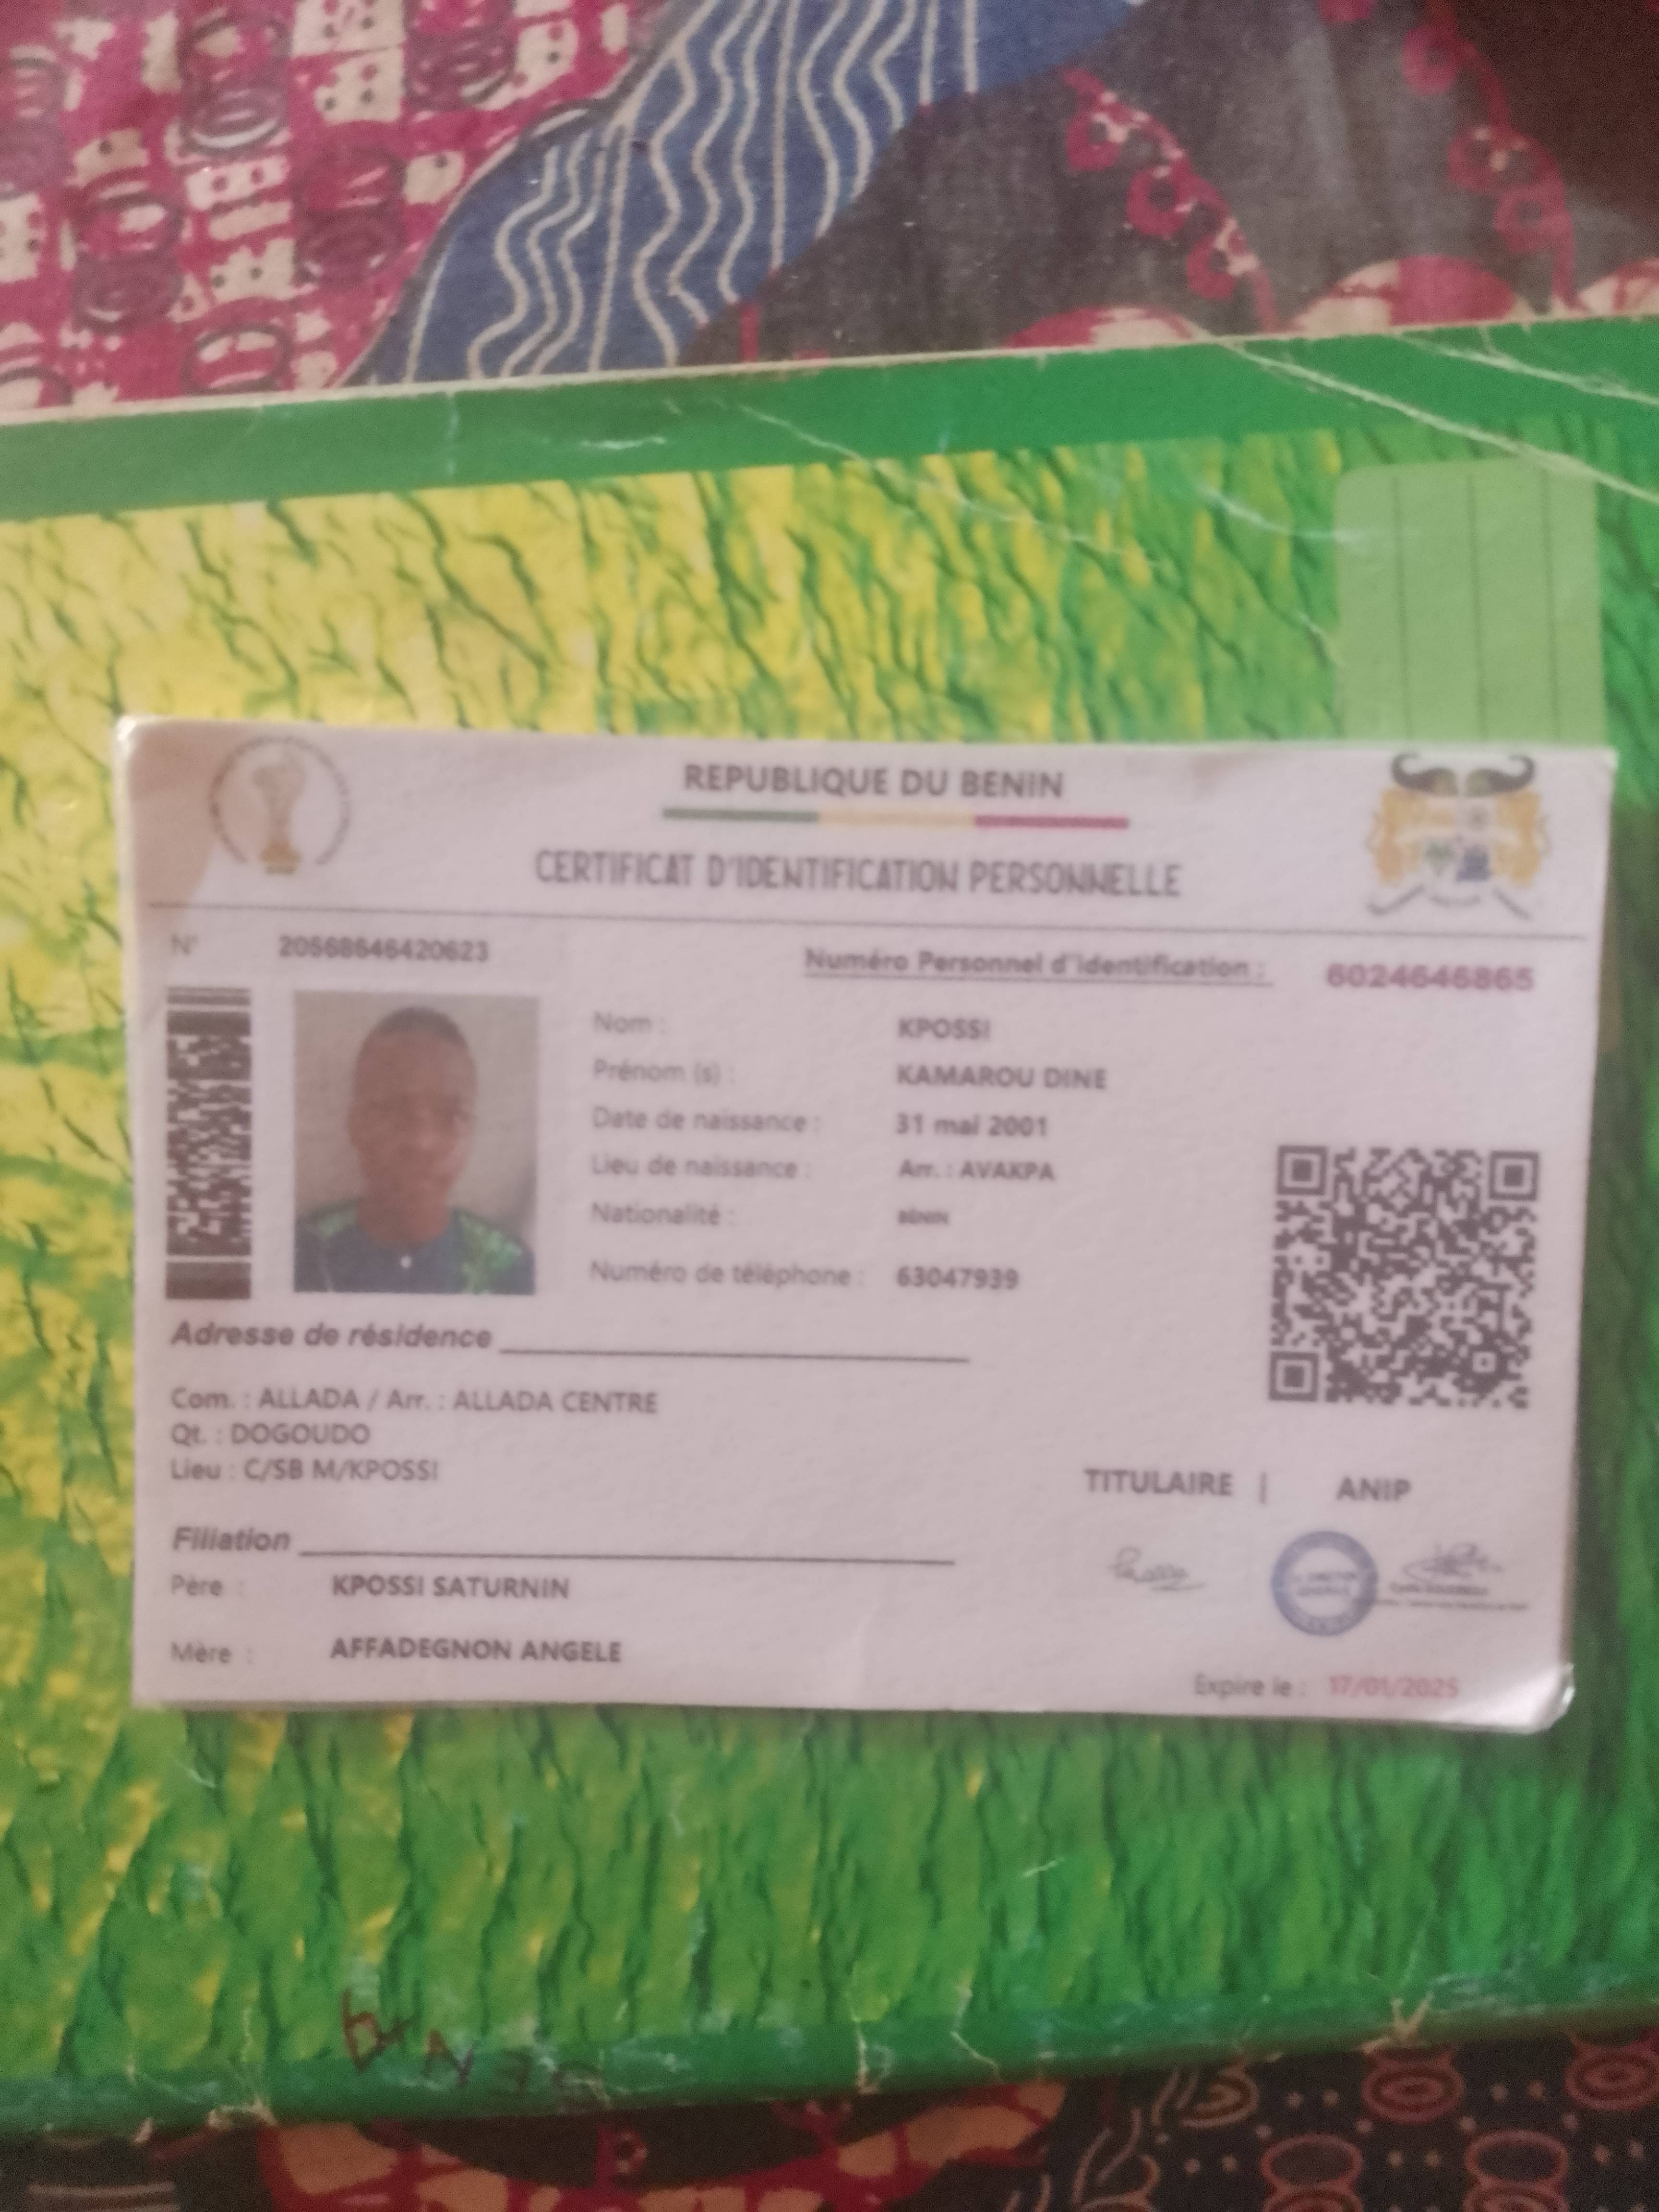 REPUBLIQUE DU BENIN
CERTIFICAT D'IDENTIFICATION PERSONNELLE
N° 20568646420623
Numéro Personnel d'identification : 6024646865
Nom : KPOSSI
Prénom (s) : KAMAROU DINE
Date de naissance : 31 mai 2001
Lieu de naissance : Arr. : AVAKPA
Nationalité : BENIN
Numéro de téléphone : 63047939
Adresse de résidence
Com. : ALLADA / Arr. : ALLADA CENTRE
Qt. : DOGOUDO
Lieu : C/SB M/KPOSSI
TITULAIRE | ANIP
Filiation
Père : KPOSSI SATURNIN
Mère : AFFADEGNON ANGELE
Expire le : 17/01/2025